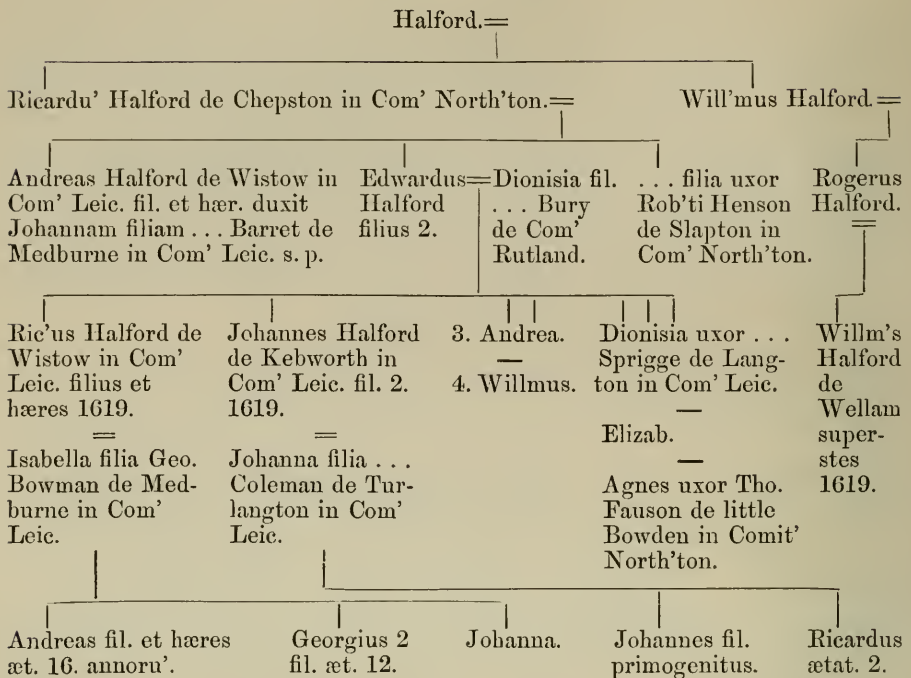 Halford.
Ricardu' Halford de Chepston in Com' North'ton.
Will'mus Halford.
Andreas Halford de Wistow in
Com' Leic. fil. et hær. duxit
Johannam filiam ... Barret de
Medburne in Com' Leic. s. p.
Edwardus
Halford
filius 2.
Dionisia fil.
... Bury
de Com'
Rutland.
... filia uxor
Rob'ti Henson
de Slapton in
Com' North'ton.
Rogerus
Halford.
Ric'us Halford de
Wistow in Com'
Leic. filius et
hæres 1619.
Isabella filia Geo.
Bowman de Med-
burne in Com'
Leic.
Johannes Halford
de Kebworth in
Com' Leic. fil. 2.
1619.
Johanna filia ...
Coleman de Tur-
langton in Com'
Leic.
3. Andrea.
4. Willmus.
Dionisia uxor ...
Sprigge de Lang-
ton in Com' Leic.
Elizab.
Agnes uxor Tho.
Fauson de little
Bowden in Comit'
North'ton.
Willm's
Halford
de
Wellam
super-
stes
1619.
Andreas fil. et hæres
æt. 16. annoru'.
Georgius 2
fil. æt. 12.
Johanna.
Johannes fil.
primogenitus.
Ricardus
ætat. 2.